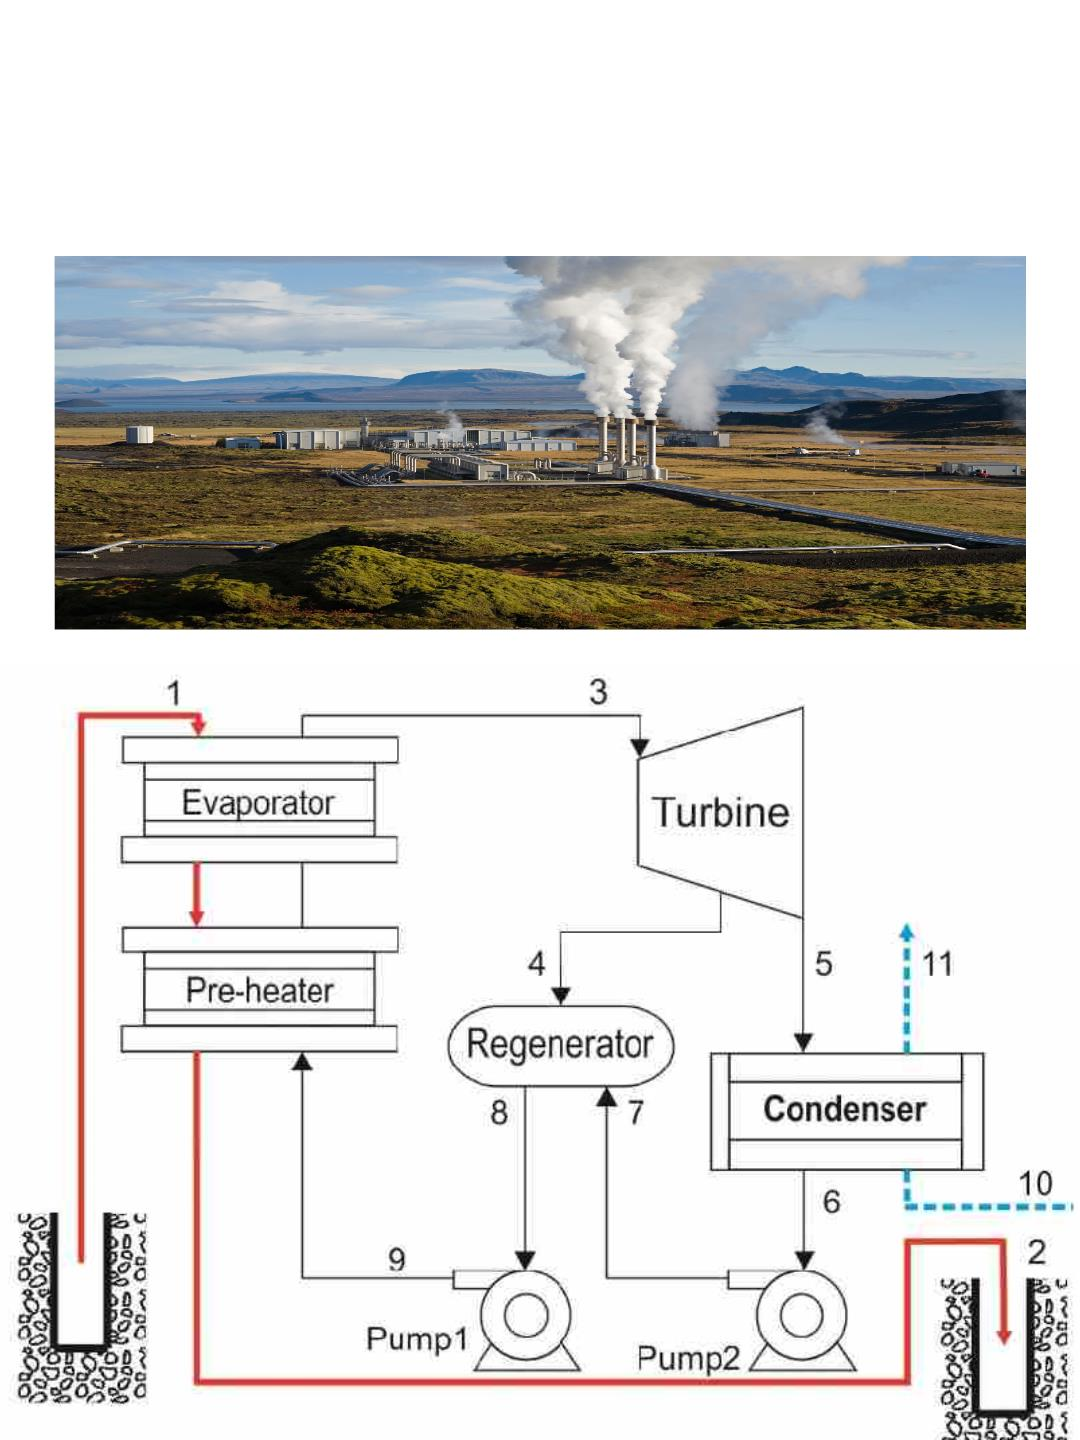 1
3
Evaporator
Turbine
4
5
11
Pre-heater
Regenerator
8
7
Condenser
10
6
9
2
Pump1
Pump2